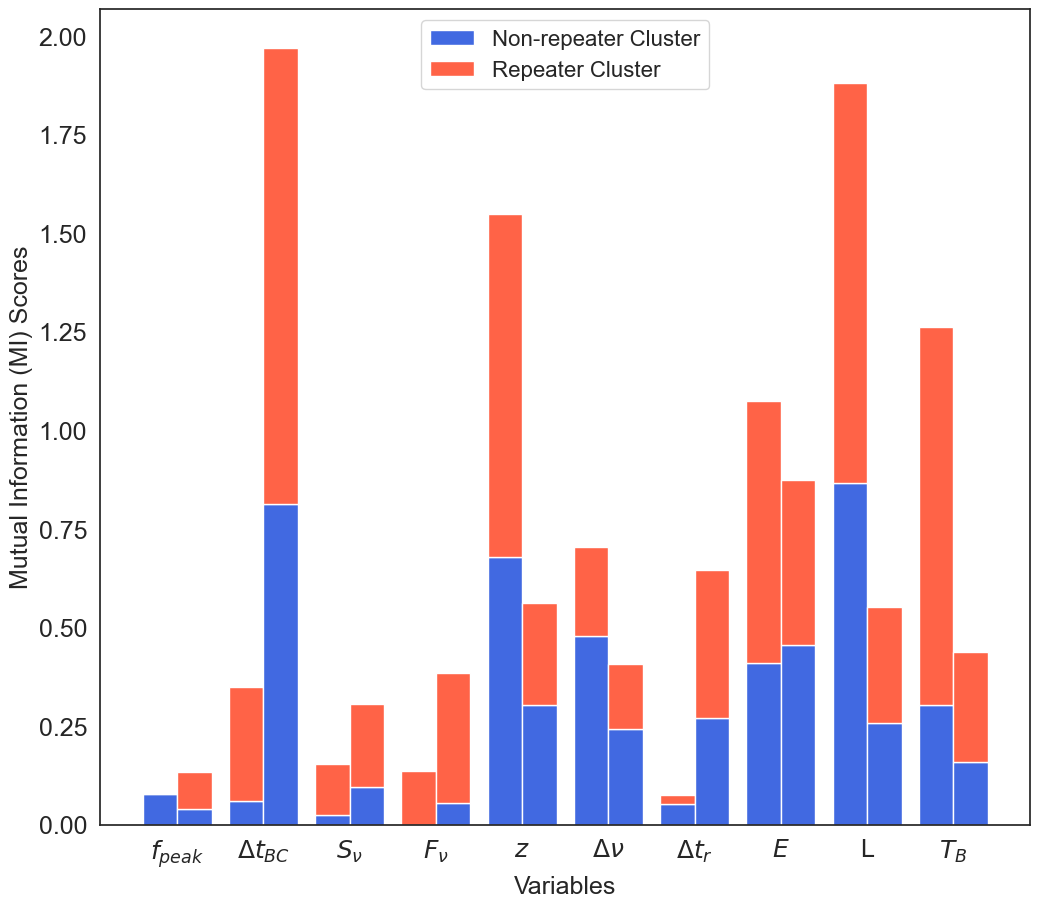 2.00
1.75
1.50
1.25
1.00
0.75
0.50
0.25
0.00
Mutual Information (MI) Scores
Non-repeater Cluster
Repeater Cluster
f_peak Δt_BC S_ν F_ν z Δν Δt_r E L T_B
Variables